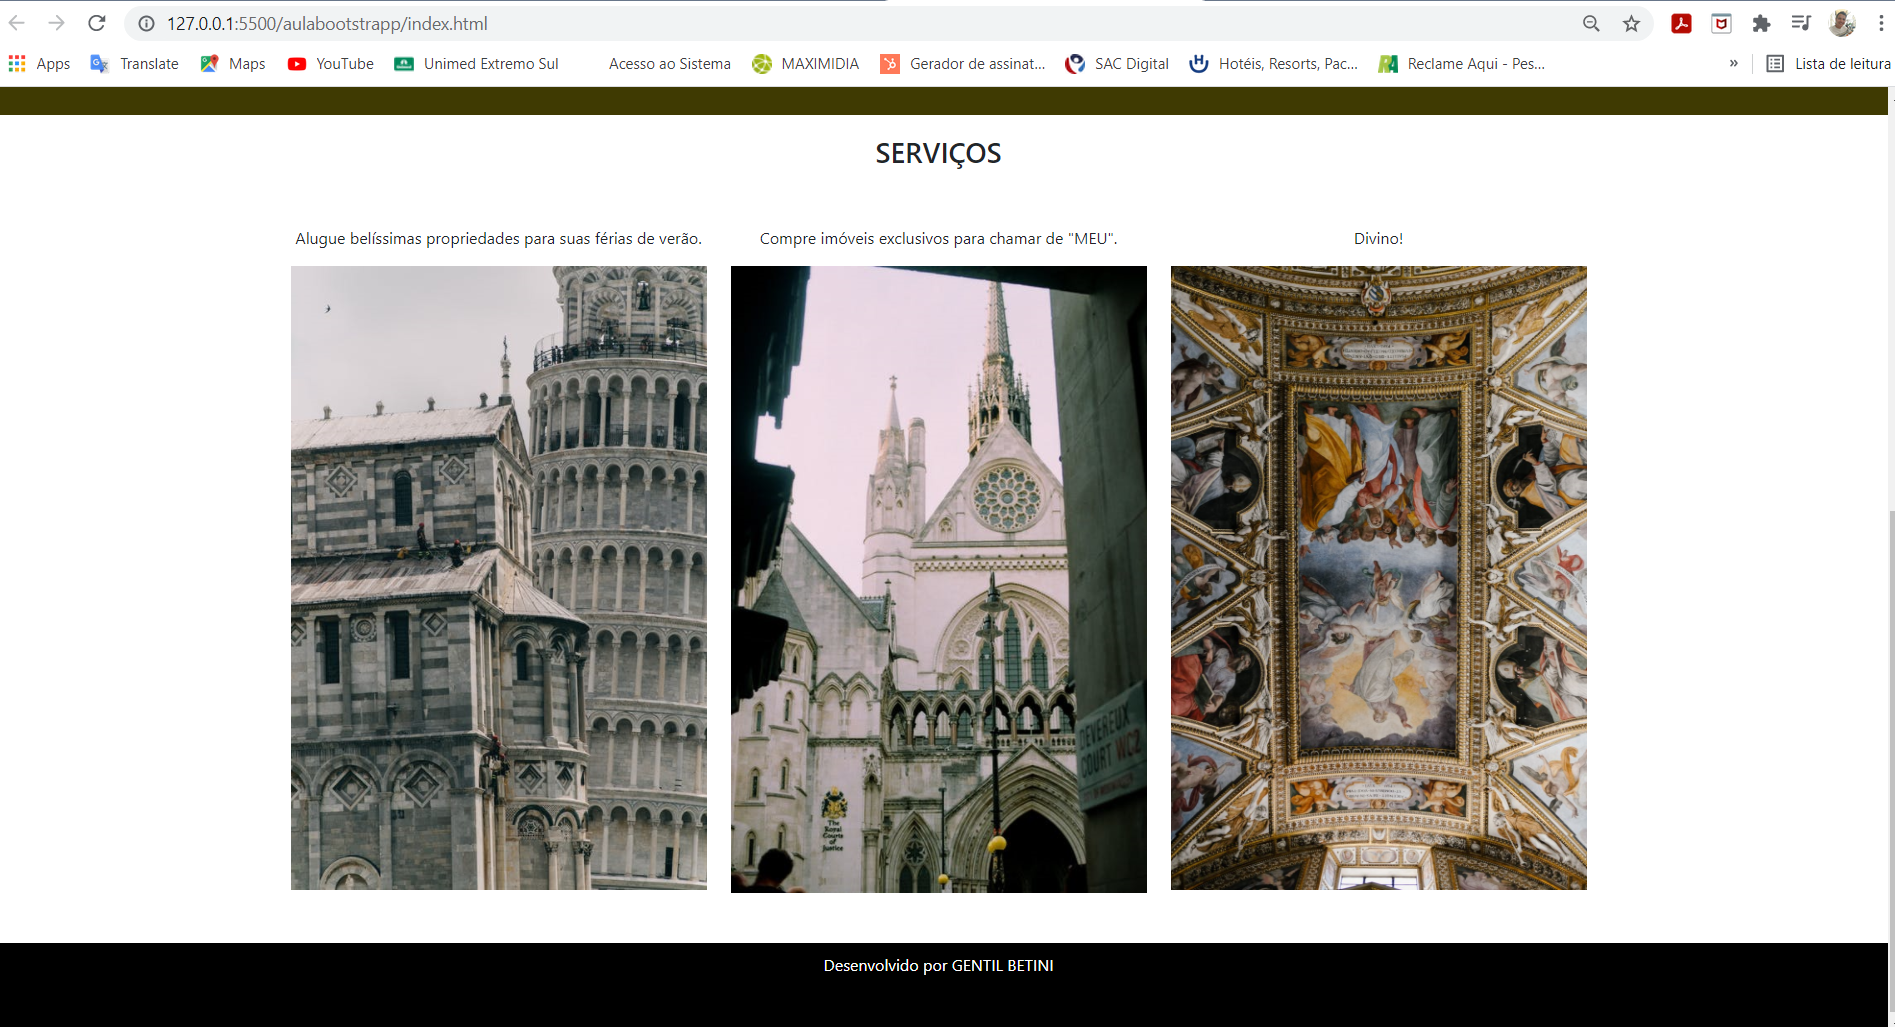 127.0.0.1:5500/aulabootstrapp/index.html
Apps Translate Maps YouTube Unimed Extremo Sul Acesso ao Sistema MAXIMIDIA Gerador de assinat... SAC Digital Hotéis, Resorts, Pac... Reclame Aqui - Pes... » Lista de leitura
SERVIÇOS
Alugue belíssimas propriedades para suas férias de verão.
Compre imóveis exclusivos para chamar de "MEU".
Divino!
DEVEREUX
COURT WC2
The
Royal
Courts
of
Justice
Desenvolvido por GENTIL BETINI